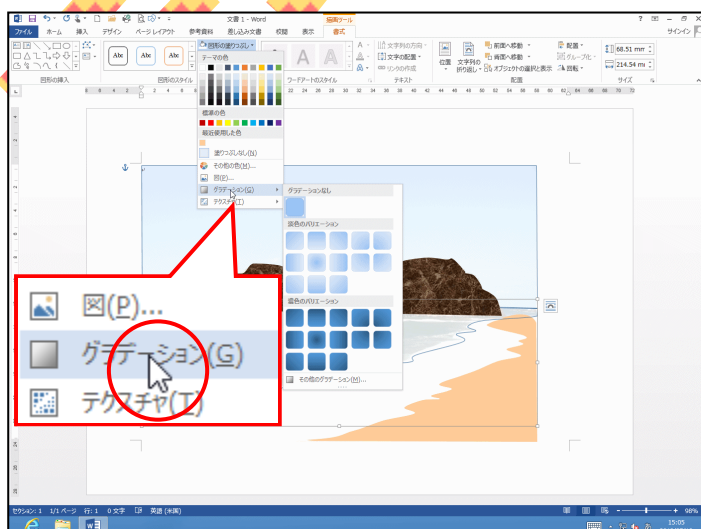 文書 1 - Word
描画ツール
サインイン
ファイル
ホーム
挿入
デザイン
ページ レイアウト
参考資料
差し込み文書
校閲
表示
書式
Abc
Abc
Abc
図形の塗りつぶし
文字列の方向
文字の配置
リンクの作成
位置
文字列の
折り返し
前面へ移動
背面へ移動
オブジェクトの選択と表示
配置
グループ化
回転
68.51 mm
214.54 mm
図形の挿入
図形のスタイル
ワードアートのスタイル
テキスト
配置
サイズ
テーマの色
標準の色
最近使用した色
塗りつぶしなし(N)
その他の色(M)...
図(P)...
グラデーション(G)
テクスチャ(T)
グラデーションなし
淡色のバリエーション
濃色のバリエーション
その他のグラデーション(M)...
図(P)...
グラデーション(G)
テクスチャ(T)
セクション: 1
1/1 ページ
行: 1
0 文字
英語 (米国)
98%
15:05